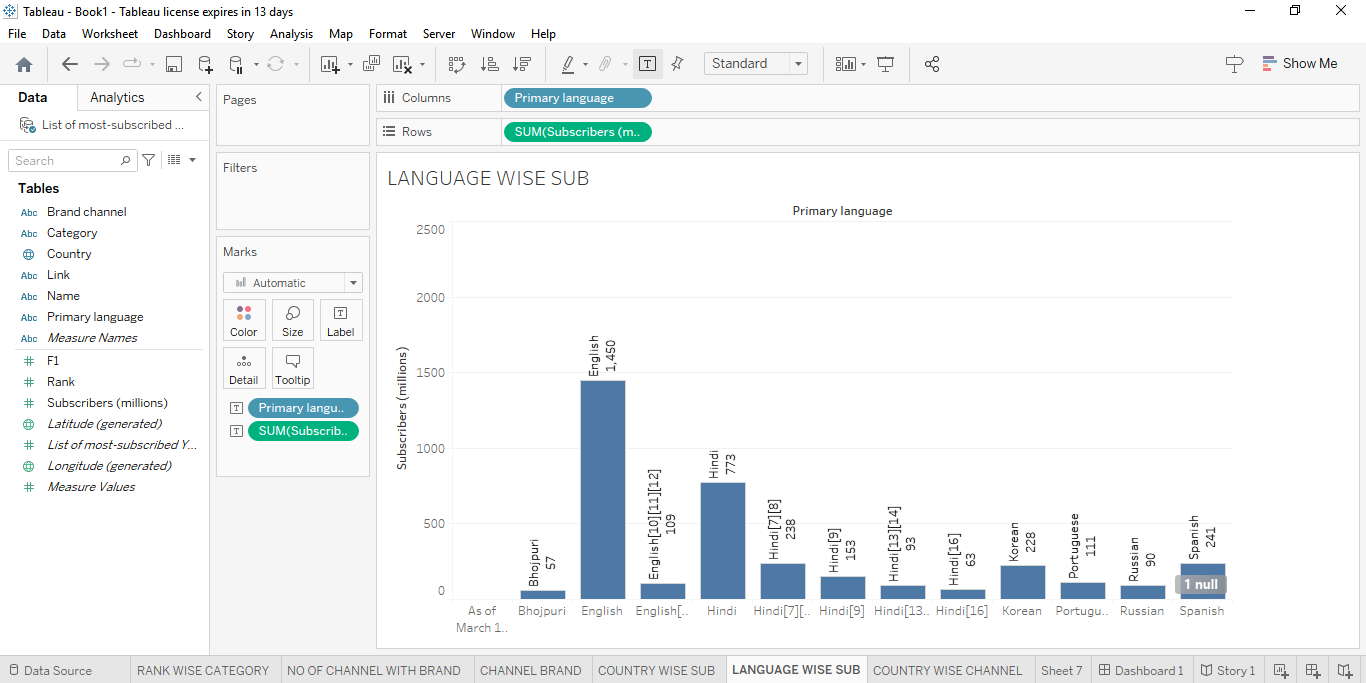 Tableau - Book1 - Tableau license expires in 13 days
File Data Worksheet Dashboard Story Analysis Map Format Server Window Help
Standard
Show Me
Data Analytics
List of most-subscribed ...
Search
Tables
Abc Brand channel
Abc Category
Country
Abc Link
Abc Name
Abc Primary language
Abc Measure Names
# F1
# Rank
# Subscribers (millions)
Latitude (generated)
# List of most-subscribed Y...
Longitude (generated)
# Measure Values
Pages
Filters
Marks
Automatic
Color Size Label
Detail Tooltip
T Primary langu..
T SUM(Subscrib..
Columns Primary language
Rows SUM(Subscribers (m..
LANGUAGE WISE SUB
Primary language
Subscribers (millions)
2500
2000
1500
1000
500
0
Bhojpuri
57
English
1,450
English[10][11][12]
109
Hindi
773
Hindi[7][8]
238
Hindi[9]
153
Hindi[13][14]
93
Hindi[16]
63
Korean
228
Portuguese
111
Russian
90
Spanish
241
1 null
As of
March 1..
Bhojpuri
English
English[..
Hindi
Hindi[7][..
Hindi[9]
Hindi[13..
Hindi[16]
Korean
Portugu..
Russian
Spanish
Data Source RANK WISE CATEGORY NO OF CHANNEL WITH BRAND CHANNEL BRAND COUNTRY WISE SUB LANGUAGE WISE SUB COUNTRY WISE CHANNEL Sheet 7 Dashboard 1 Story 1